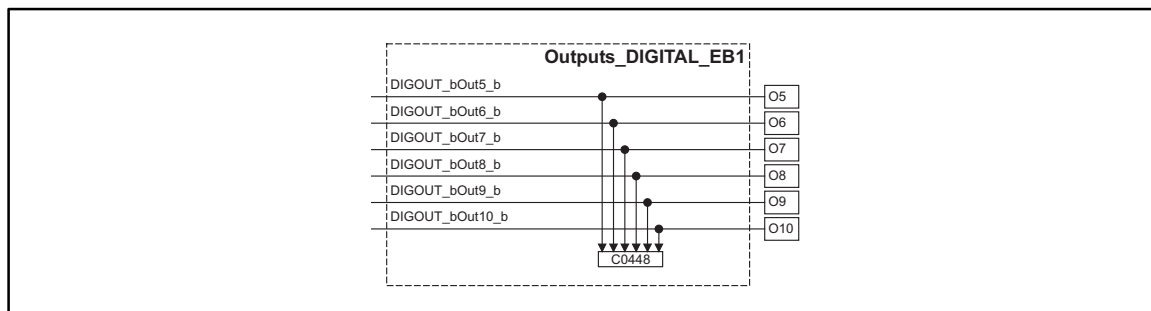 Outputs_DIGITAL_EB1
DIGOUT_bOut5_b
O5
DIGOUT_bOut6_b
O6
DIGOUT_bOut7_b
O7
DIGOUT_bOut8_b
O8
DIGOUT_bOut9_b
O9
DIGOUT_bOut10_b
O10
C0448